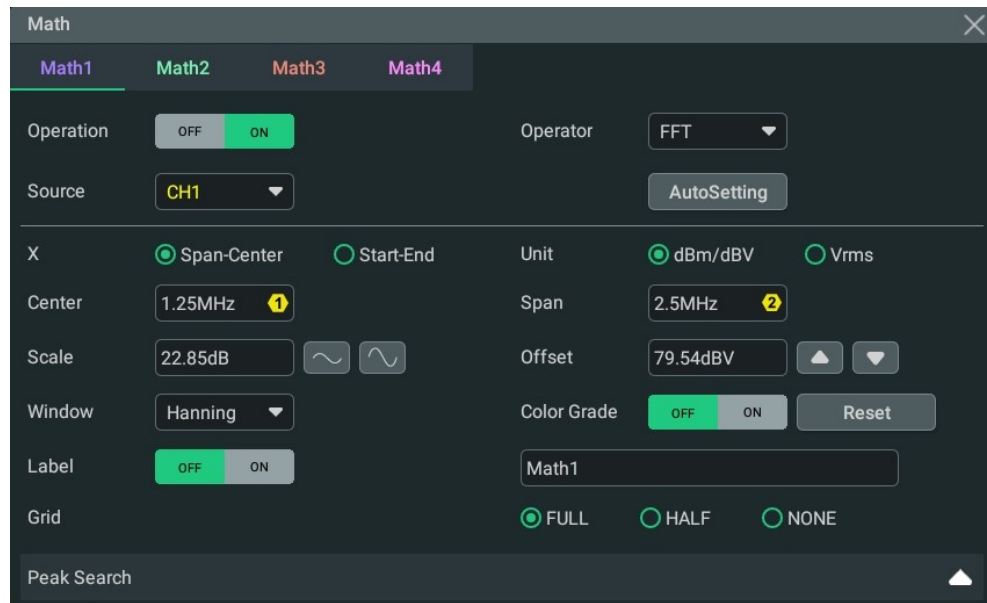 Math
Math1 Math2 Math3 Math4
Operation OFF ON Operator FFT
Source CH1 AutoSetting
X Span-Center Start-End Unit dBm/dBV Vrms
Center 1.25MHz 1 Span 2.5MHz 2
Scale 22.85dB Offset 79.54dBV
Window Hanning Color Grade OFF ON Reset
Label OFF ON Math1
Grid FULL HALF NONE
Peak Search